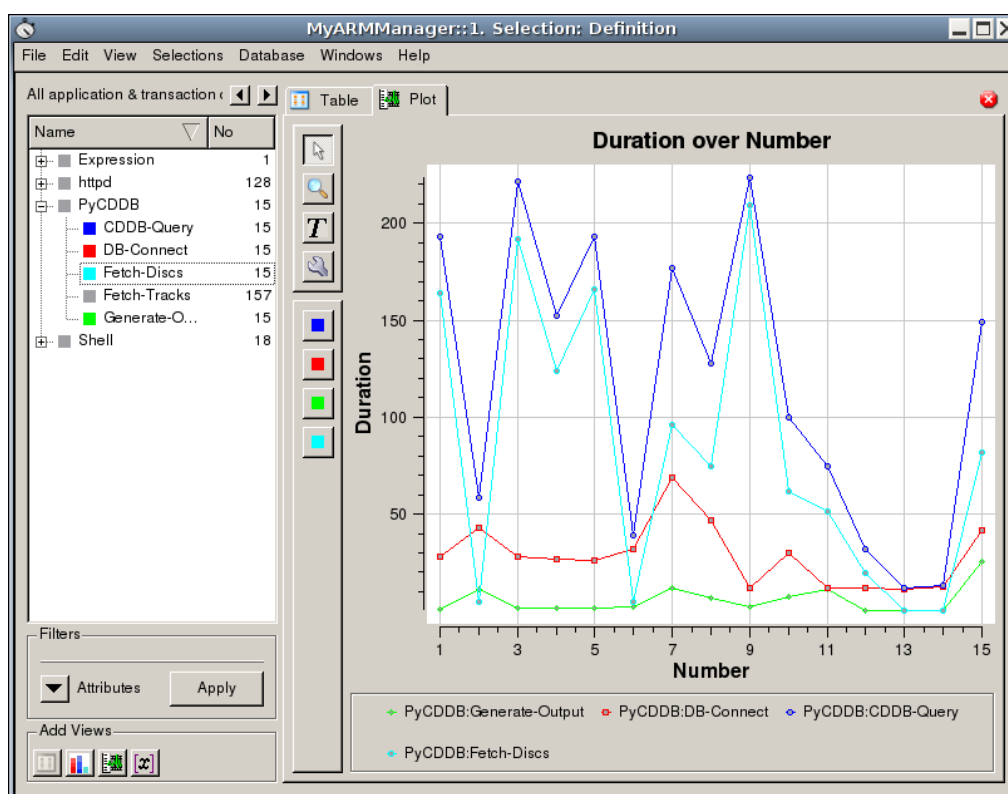 MyARMManager::1. Selection: Definition
File Edit View Selections Database Windows Help
All application & transaction
Name No
Expression 1
httpd 128
PyCDDB 15
CDDB-Query 15
DB-Connect 15
Fetch-Discs 15
Fetch-Tracks 157
Generate-O... 15
Shell 18
Filters
Attributes Apply
Add Views
[x]
Table Plot
T
Duration over Number
200
150
100
50
Duration
1 3 5 7 9 11 13 15
Number
PyCDDB:Generate-Output PyCDDB:DB-Connect PyCDDB:CDDB-Query
PyCDDB:Fetch-Discs